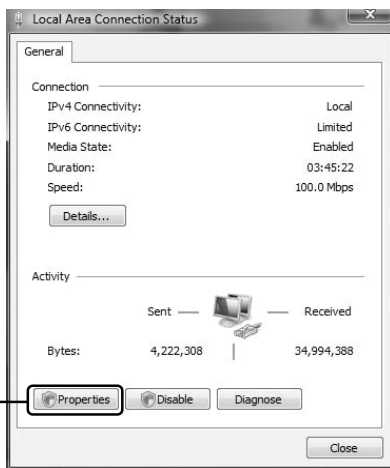 Local Area Connection Status
General
Connection
IPv4 Connectivity: Local
IPv6 Connectivity: Limited
Media State: Enabled
Duration: 03:45:22
Speed: 100.0 Mbps
Details...
Activity
Sent Received
Bytes: 4,222,308 34,994,388
Properties Disable Diagnose
Close